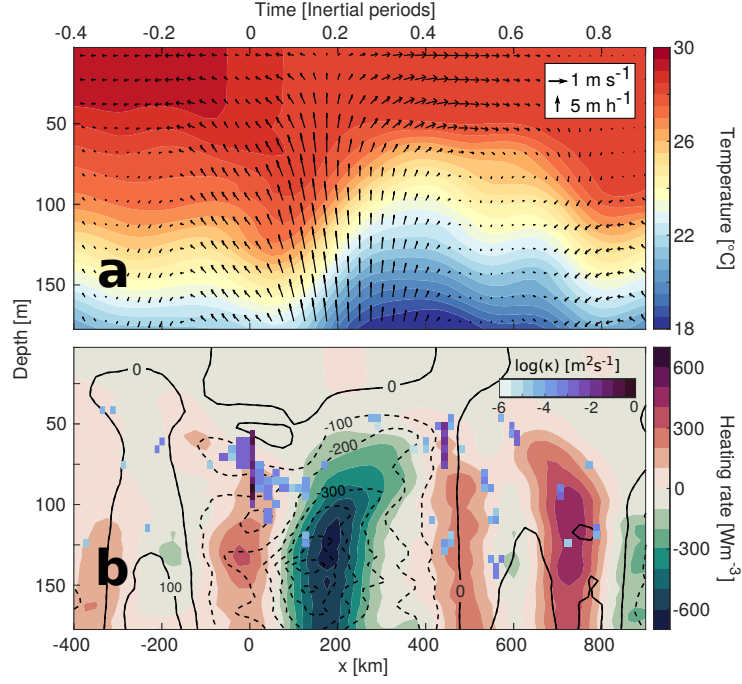 Time [Inertial periods]
-0.4 -0.2 0 0.2 0.4 0.6 0.8
1 m s-1
5 m h-1
50
100
150
a
Depth [m]
30
26
22
18
Temperature [°C]
log(κ) [m²s⁻¹]
-6 -4 -2 0
0
0
-100
-200
-300
100
0
50
100
150
b
600
300
0
-300
-600
Heating rate [Wm-3]
-400 -200 0 200 400 600 800
x [km]